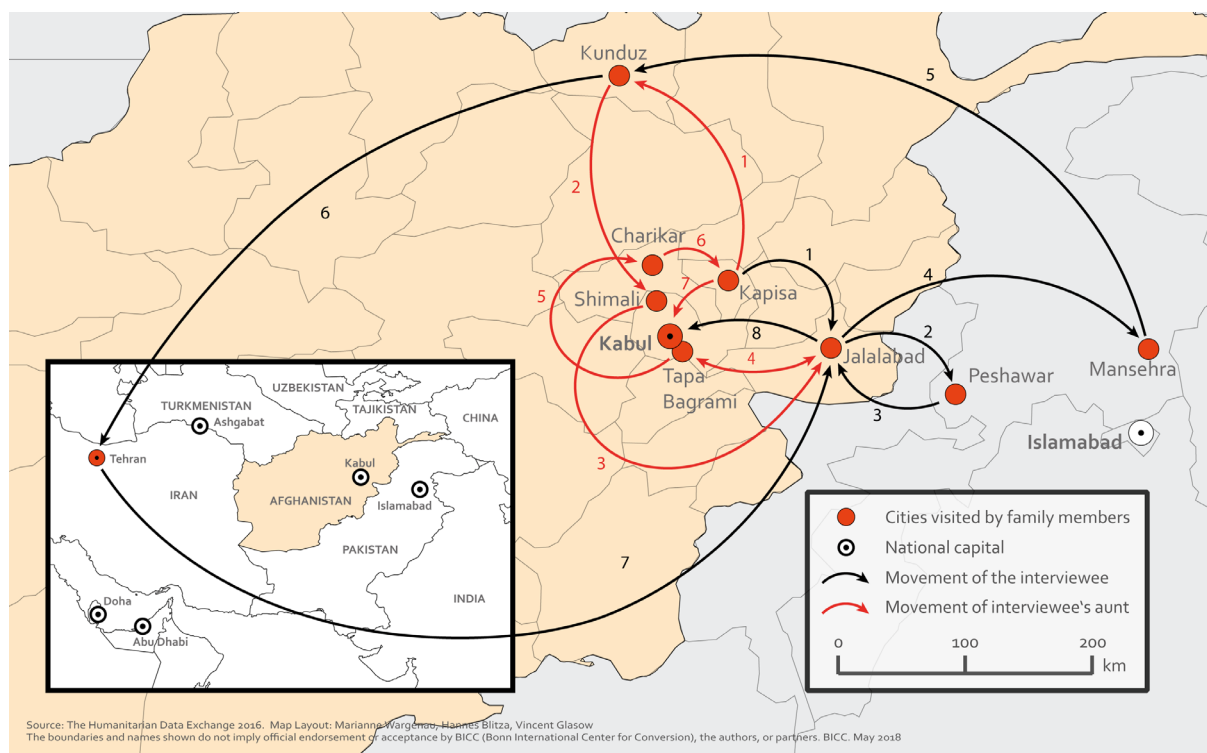 Kunduz
5
1
2
6
Charikar
6
1
4
Kapisa
7
5
Shimali
Kabul
8
2
Jalalabad
4
Mansehra
Tapa
Bagrami
Peshawar
3
Islamabad
3
7
UZBEKISTAN
TURKMENISTAN
TAJIKISTAN
CHINA
Ashgabat
Tehran
Kabul
IRAN
AFGHANISTAN
Islamabad
PAKISTAN
INDIA
Doha
Abu Dhabi
Cities visited by family members
National capital
Movement of the interviewee
Movement of interviewee's aunt
0 100 200
km
Source: The Humanitarian Data Exchange 2016. Map Layout: Marianne Wargenau, Hannes Blitza, Vincent Glasow
The boundaries and names shown do not imply official endorsement or acceptance by BICC (Bonn International Center for Conversion), the authors, or partners. BICC. May 2018